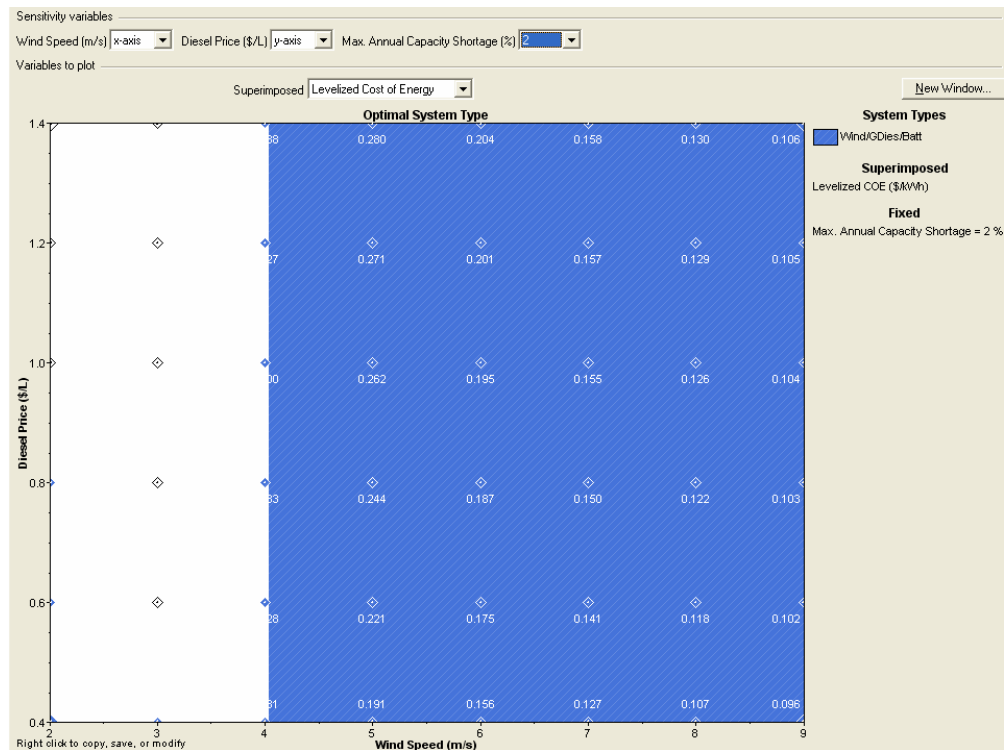 Sensitivity variables
Wind Speed (m/s) x-axis Diesel Price ($/L) y-axis Max. Annual Capacity Shortage (%) 2
Variables to plot
Superimposed Levelized Cost of Energy New Window...
Optimal System Type
System Types
Wind/GDies/Batt
Superimposed
Levelized COE ($/kWh)
Fixed
Max. Annual Capacity Shortage = 2 %
1.4
38 0.280 0.204 0.158 0.130 0.106
1.2
27 0.271 0.201 0.157 0.129 0.105
1.0
00 0.262 0.195 0.155 0.126 0.104
Diesel Price ($/L)
0.8
33 0.244 0.187 0.150 0.122 0.103
0.6
28 0.221 0.175 0.141 0.118 0.102
31 0.191 0.156 0.127 0.107 0.096
0.4
2 3 4 5 6 7 8 9
Right click to copy, save, or modify Wind Speed (m/s)